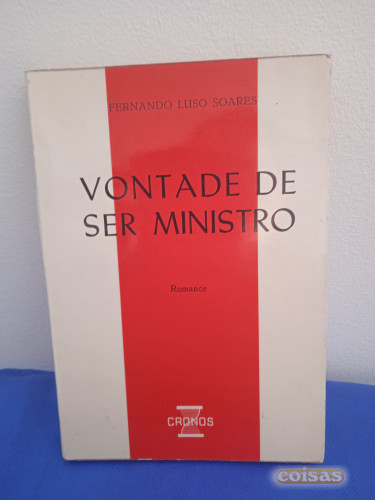 FERNANDO LUSO SOARES
VONTADE DE
SER MINISTRO
Romance
CRONOS
coisas